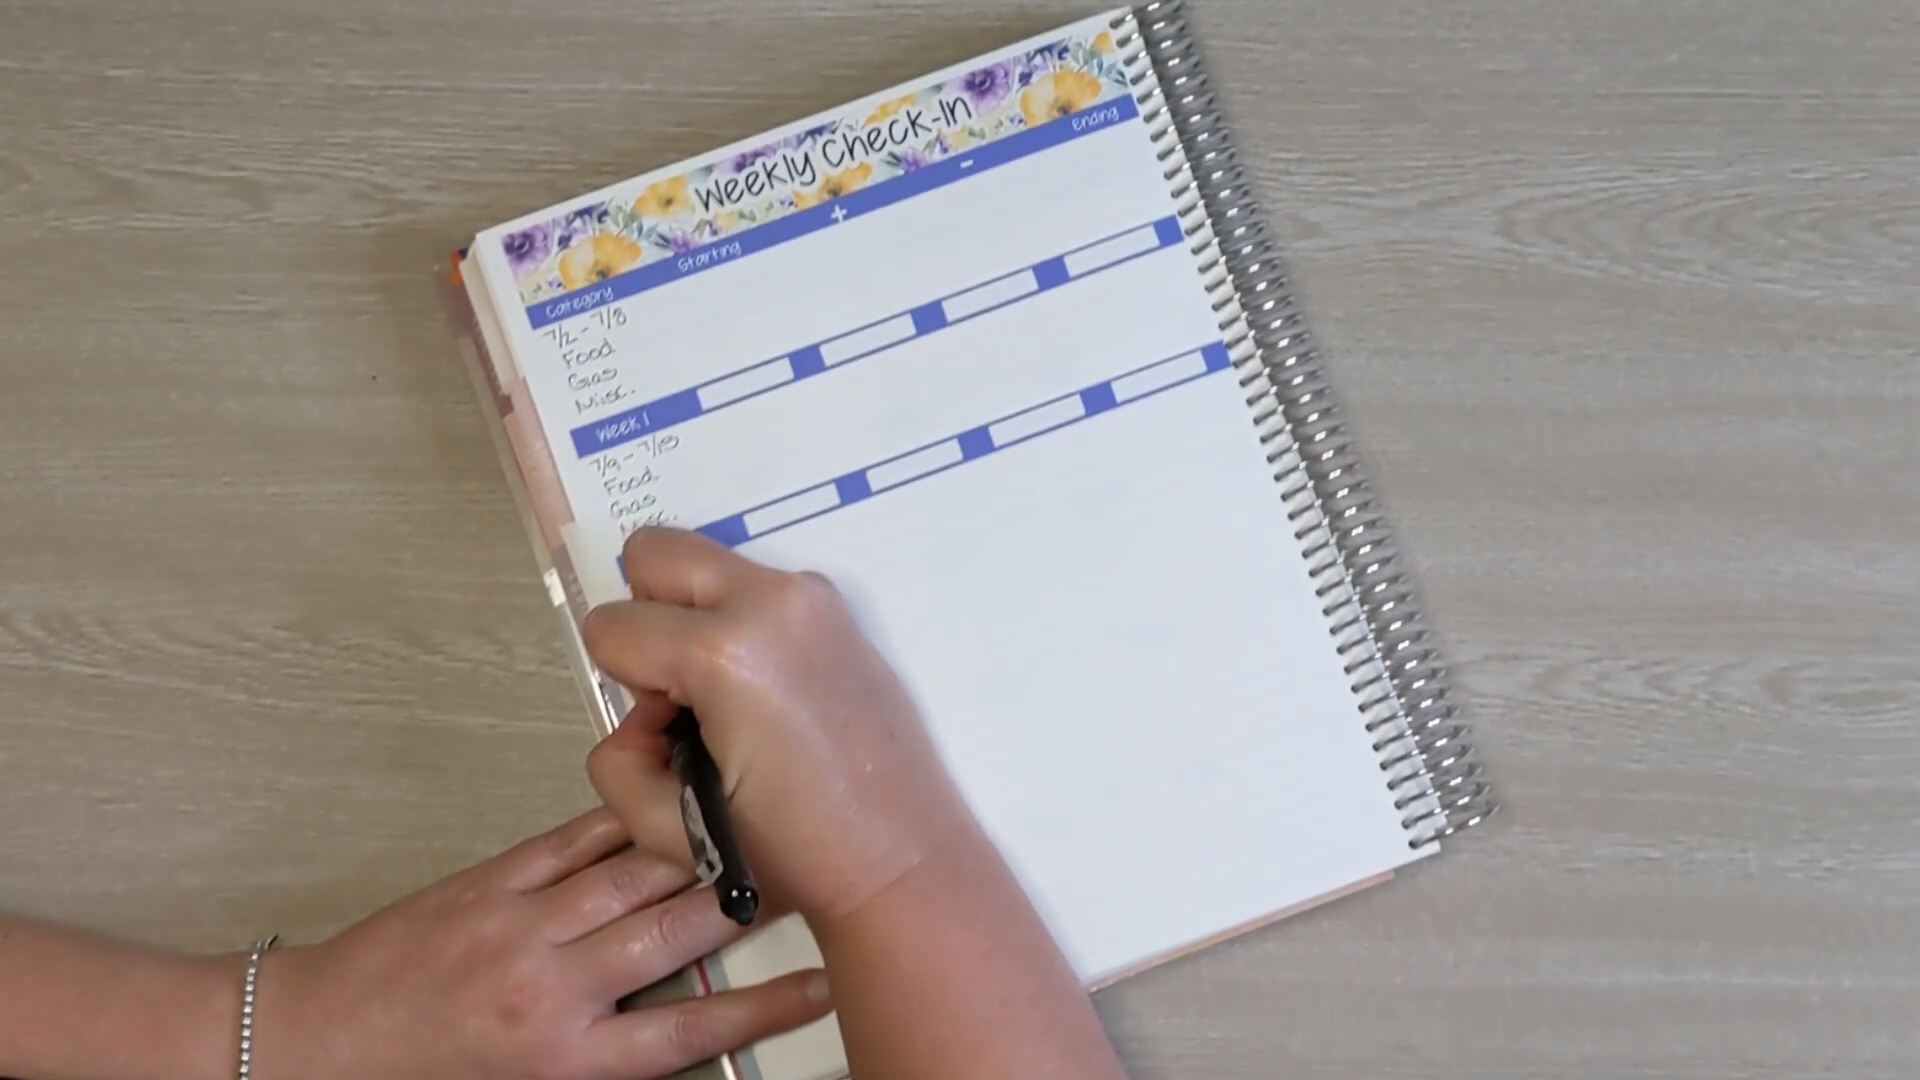 Weekly Check-In
Category Starting + - Ending
7/2 - 7/8
Food
Gas
Misc.
Week 1
7/9 - 7/15
Food
Gas
Misc.